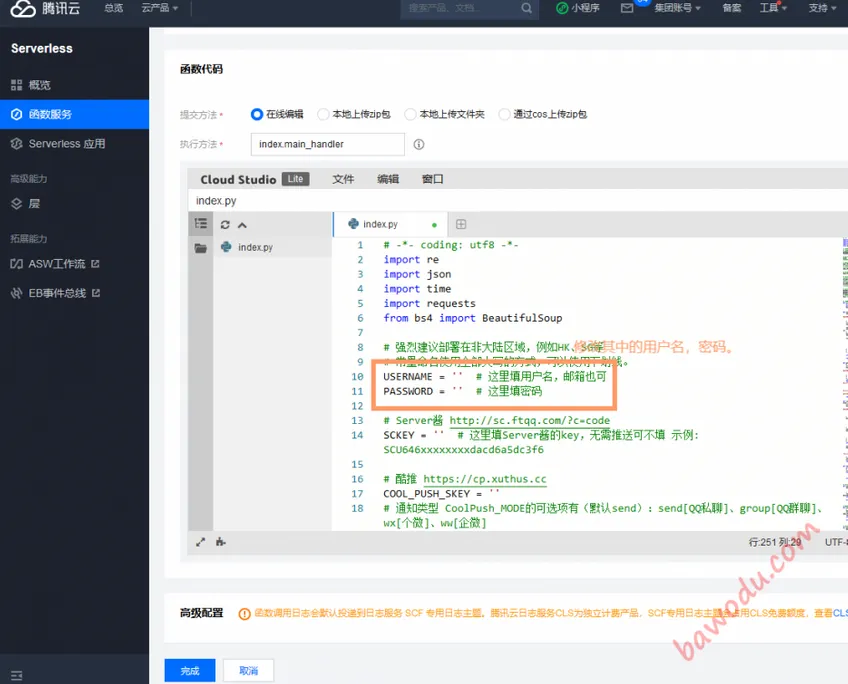 腾讯云 总览 云产品 搜索产品、文档... 小程序 集团账号 备案 工具 支持
Serverless
概览
函数服务
Serverless 应用
高级能力
层
拓展能力
ASW工作流
EB事件总线
函数代码
提交方法* 在线编辑 本地上传zip包 本地上传文件夹 通过cos上传zip包
执行方法* index.main_handler
Cloud Studio Lite 文件 编辑 窗口
index.py
index.py
index.py
1 # -*- coding: utf8 -*-
2 import re
3 import json
4 import time
5 import requests
6 from bs4 import BeautifulSoup
7
8 # 强烈建议部署在非大陆区域，例如HK、SG等
修改其中的用户名，密码。
9 # 常量命名使用全部大写的方式，可以使用下划线。
10 USERNAME = '' # 这里填用户名，邮箱也可
11 PASSWORD = '' # 这里填密码
12
13 # Server酱 http://sc.ftqq.com/?c=code
14 SCKEY = '' # 这里填Server酱的key，无需推送可不填 示例:
SCU646xxxxxxxxdacd6a5dc3f6
15
16 # 酷推 https://cp.xuthus.cc
17 COOL_PUSH_SKEY = ''
18 # 通知类型 CoolPush_MODE的可选项有（默认send）：send[QQ私聊]、group[QQ群聊]、
wx[个微]、ww[企微]
行:251 列:29 UTF-8
高级配置 函数调用日志会默认投递到日志服务 SCF 专用日志主题。腾讯云日志服务CLS为独立计费产品，SCF专用日志主题会占用CLS免费额度，查看CLS
完成 取消
bawodu.com